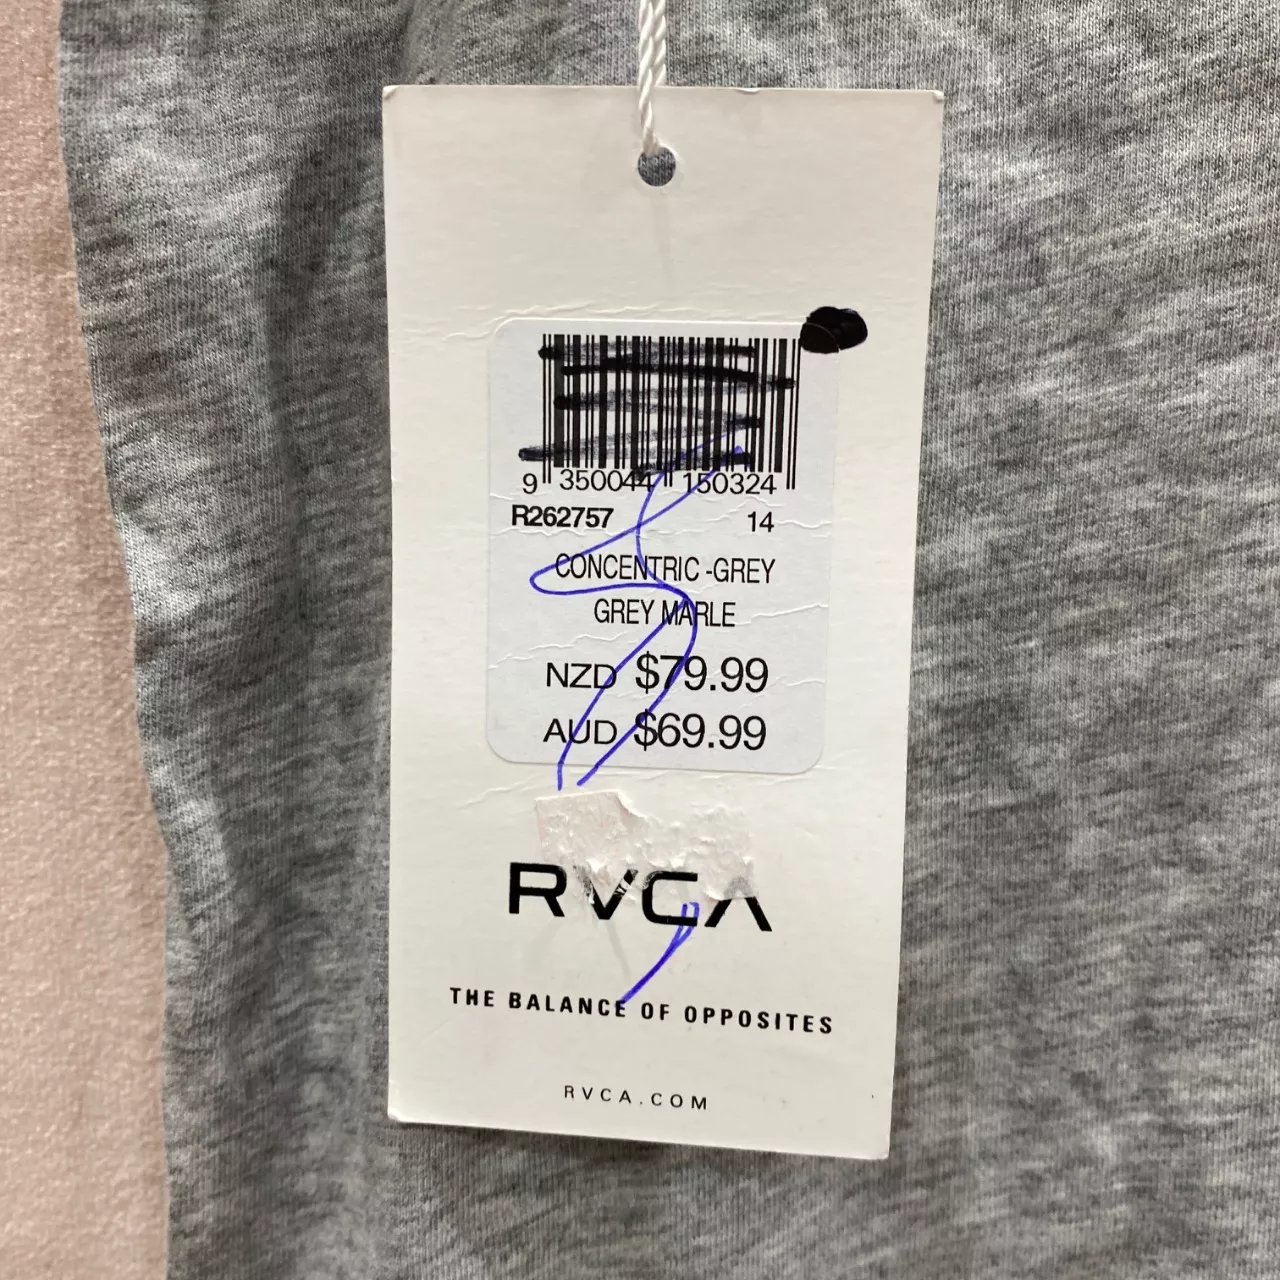 9 350044 150324
R262757 14
CONCENTRIC -GREY
GREY MARLE
NZD $79.99
AUD $69.99
RVCA
THE BALANCE OF OPPOSITES
RVCA.COM